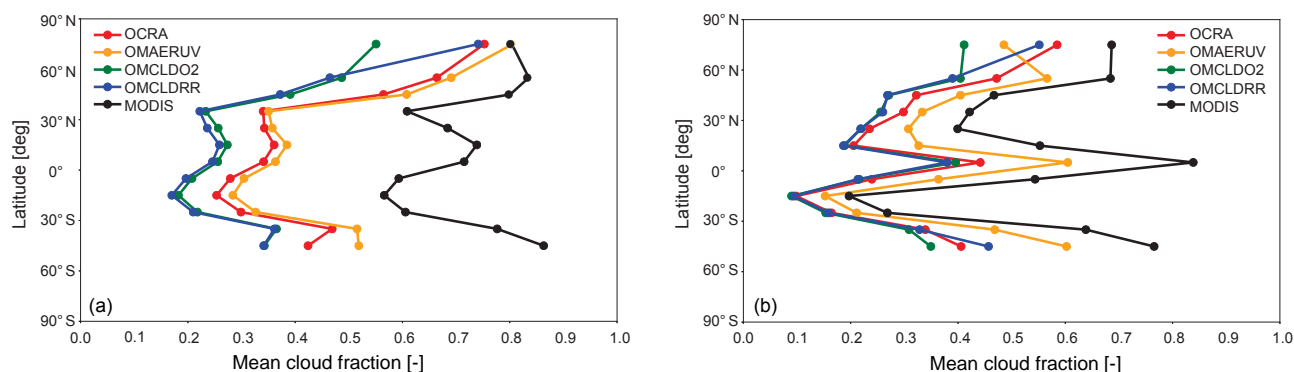 90° N
60° N
30° N
0°
30° S
60° S
90° S
Latitude [deg]
OCRA
OMAERUV
OMCLDO2
OMCLDRR
MODIS
(a)
0.0 0.1 0.2 0.3 0.4 0.5 0.6 0.7 0.8 0.9 1.0
Mean cloud fraction [-]
90° N
60° N
30° N
0°
30° S
60° S
90° S
Latitude [deg]
OCRA
OMAERUV
OMCLDO2
OMCLDRR
MODIS
(b)
0.0 0.1 0.2 0.3 0.4 0.5 0.6 0.7 0.8 0.9 1.0
Mean cloud fraction [-]